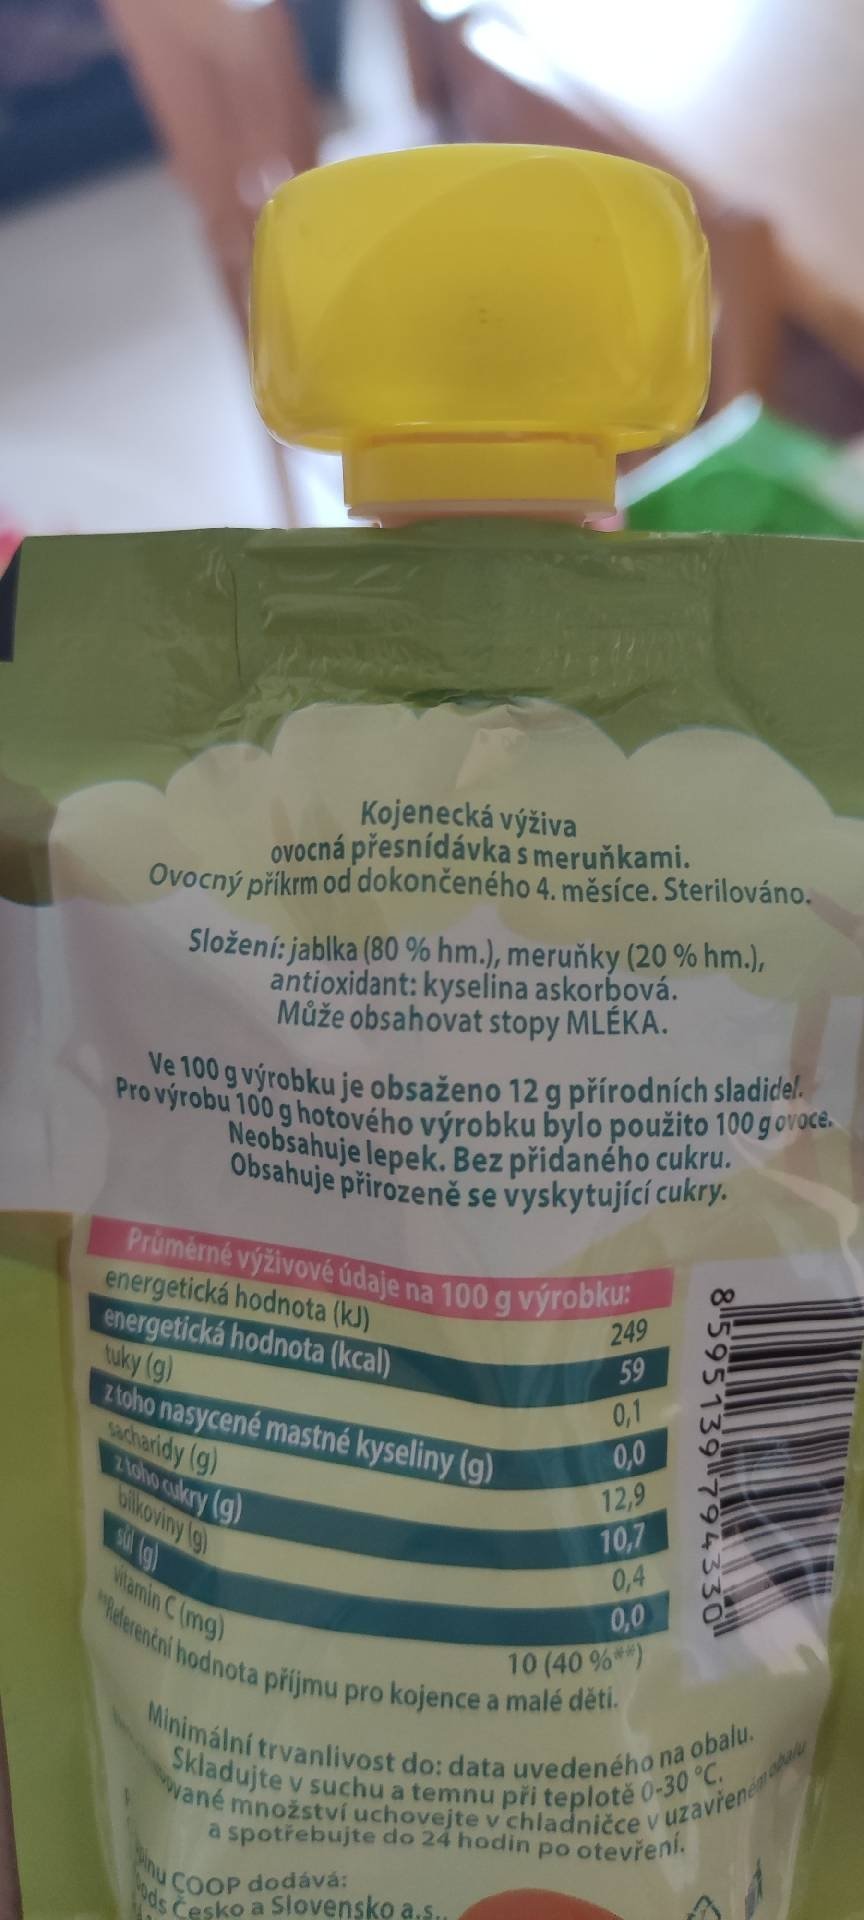 Kojenecká výživa
ovocná přesnídávka s meruňkami.
Ovocný příkrm od dokončeného 4. měsíce. Sterilováno.
Složení: jablka (80 % hm.), meruňky (20 % hm.),
antioxidant: kyselina askorbová.
Může obsahovat stopy MLÉKA.
Ve 100 g výrobku je obsaženo 12 g přírodních sladidel.
Pro výrobu 100 g hotového výrobku bylo použito 100 g ovoce.
Neobsahuje lepek. Bez přidaného cukru.
Obsahuje přirozeně se vyskytující cukry.
Průměrné výživové údaje na 100 g výrobku:
energetická hodnota (kJ) 249
energetická hodnota (kcal) 59
tuky (g) 0,1
z toho nasycené mastné kyseliny (g) 0,0
sacharidy (g) 12,9
z toho cukry (g) 10,7
bílkoviny (g) 0,4
sůl (g) 0,0
vitamin C (mg) 10 (40 %**)
**Referenční hodnota příjmu pro kojence a malé děti.
8 595139 794330
Minimální trvanlivost do: data uvedeného na obalu.
Skladujte v suchu a temnu při teplotě 0-30 °C.
množství uchovejte v chladničce v uzavřeném obalu
a spotřebujte do 24 hodin po otevření.
COOP dodává:
Česko a Slovensko a.s.,